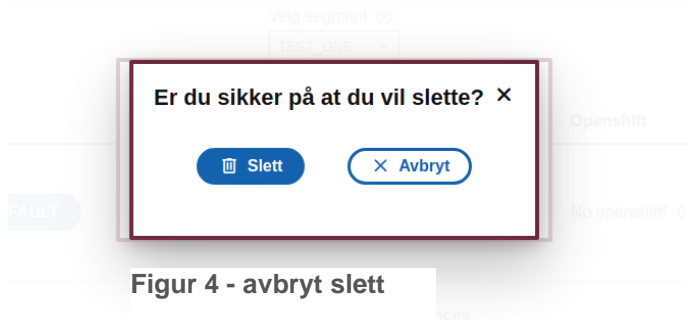 Velg segment
TEST_ONE
Er du sikker på at du vil slette?
Openshift
Slett
Avbryt
FAULT
No openshift!
Figur 4 - avbryt slett